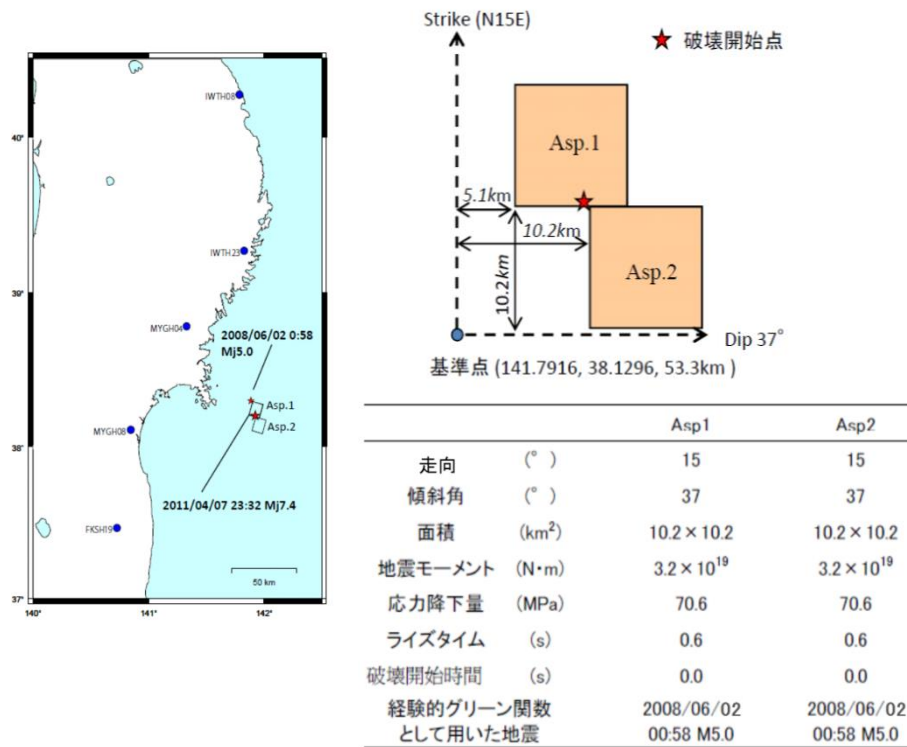 IWTH08
40°
IWTH23
39°
MYGH04
2008/06/02 0:58
Mj5.0
Asp.1
Asp.2
MYGH08
38°
2011/04/07 23:32 Mj7.4
FKSH19
50 km
37°
140°
141°
142°
Strike (N15E)
破壊開始点
Asp.1
5.1km
10.2km
10.2km
Asp.2
Dip 37°
基準点 (141.7916, 38.1296, 53.3km )
Asp1 Asp2
走向 (°) 15 15
傾斜角 (°) 37 37
面積 (km²) 10.2×10.2 10.2×10.2
地震モーメント (N・m) 3.2×10¹⁹ 3.2×10¹⁹
応力降下量 (MPa) 70.6 70.6
ライズタイム (s) 0.6 0.6
破壊開始時間 (s) 0.0 0.0
経験的グリーン関数 2008/06/02 2008/06/02
として用いた地震 00:58 M5.0 00:58 M5.0